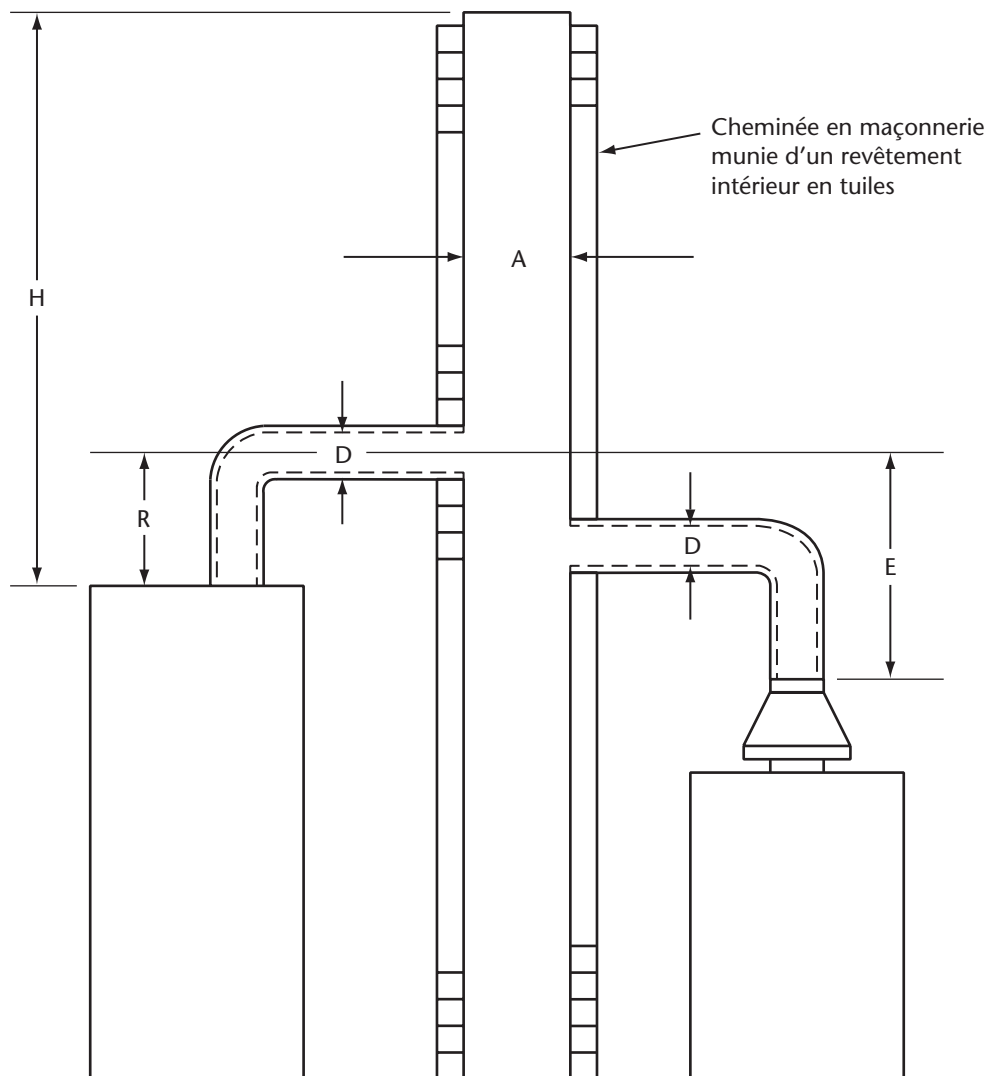 Cheminée en maçonnerie
munie d’un revêtement
intérieur en tuiles
A
H
D
R
D
E